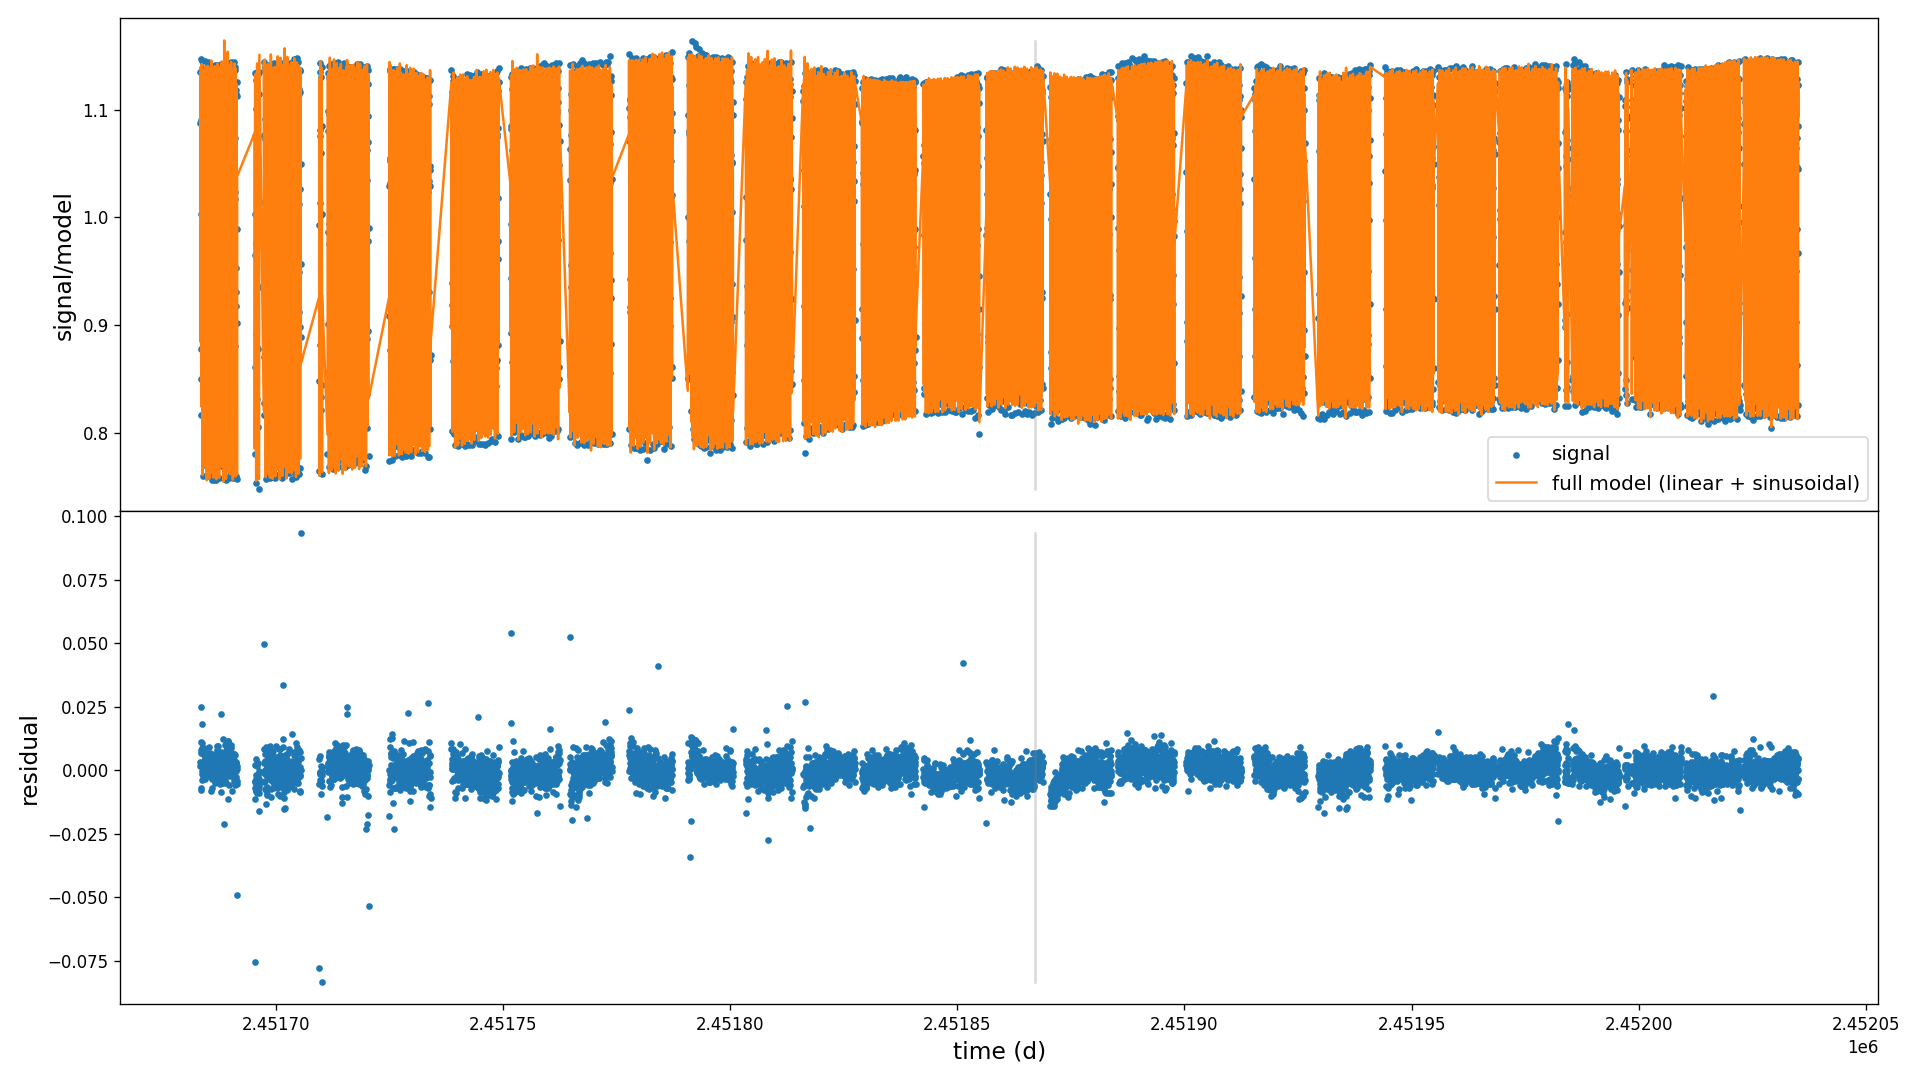 signal/model
1.1
1.0
0.9
0.8
signal
full model (linear + sinusoidal)
residual
0.100
0.075
0.050
0.025
0.000
−0.025
−0.050
−0.075
2.45170 2.45175 2.45180 2.45185 2.45190 2.45195 2.45200 2.45205
time (d)
1e6